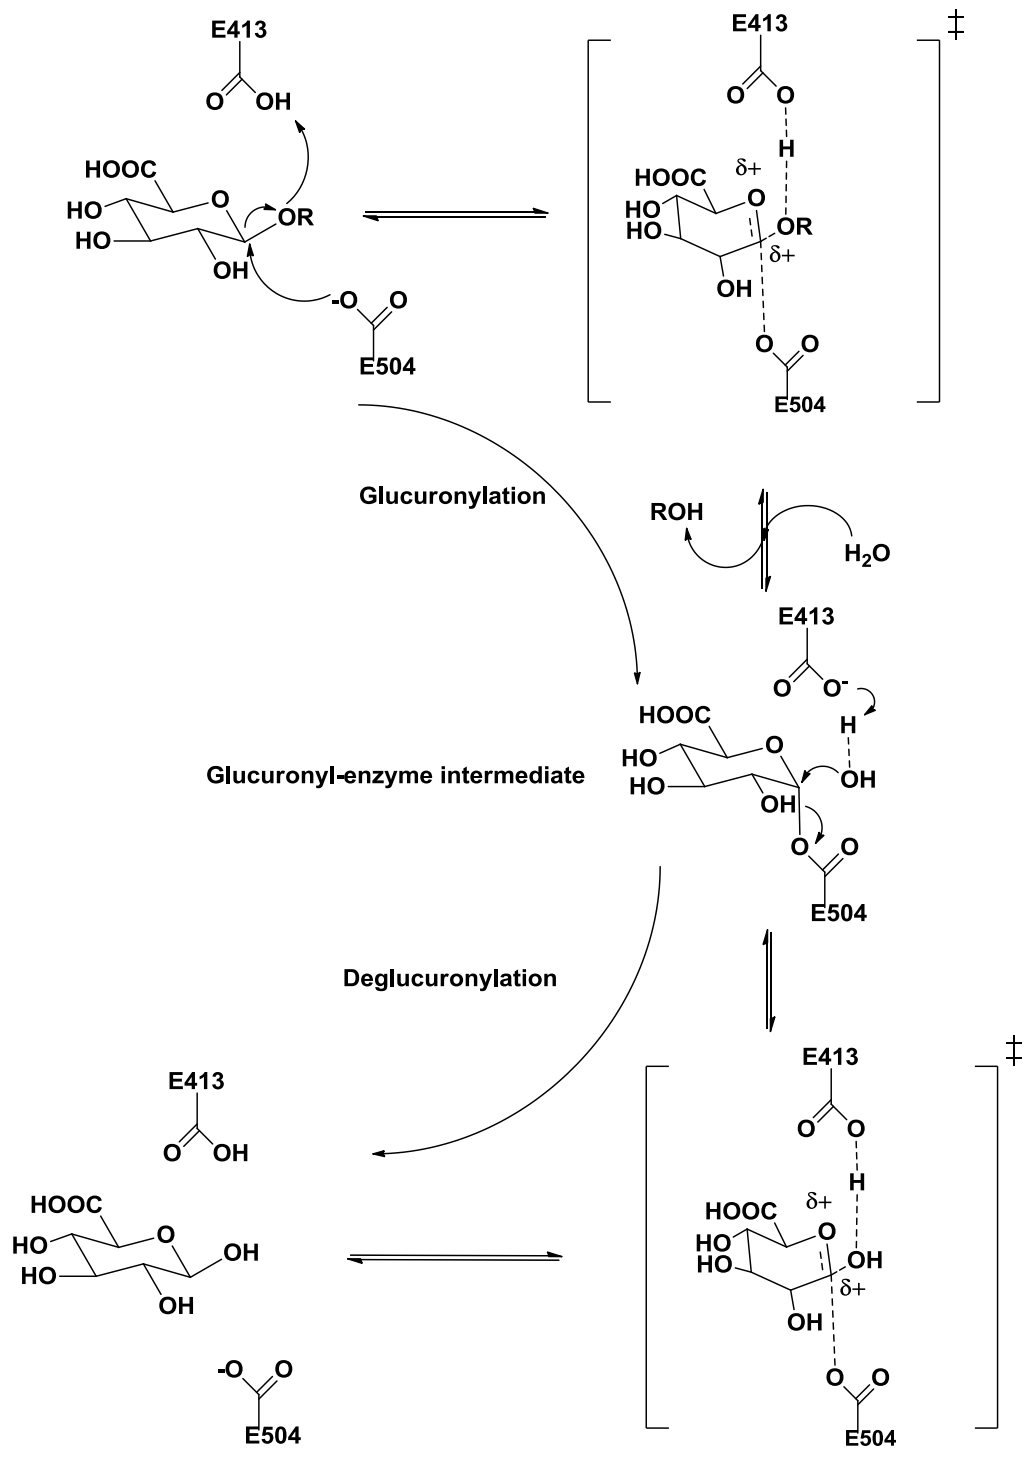 E413
O OH
HOOC
HO O OR
HO
OH
-O O
E504
E413
‡
O O
H
δ+
HOOC
O
HO
HO OR
δ+
OH
O O
E504
Glucuronylation
ROH
H2O
E413
O O-
H
HOOC
O
HO
HO OH
OH
Glucuronyl-enzyme intermediate
O O
E504
Deglucuronylation
E413
O OH
HOOC
HO O OH
HO
OH
-O O
E504
E413
‡
O O
H
δ+
HOOC
O
HO
HO OH
δ+
OH
O O
E504